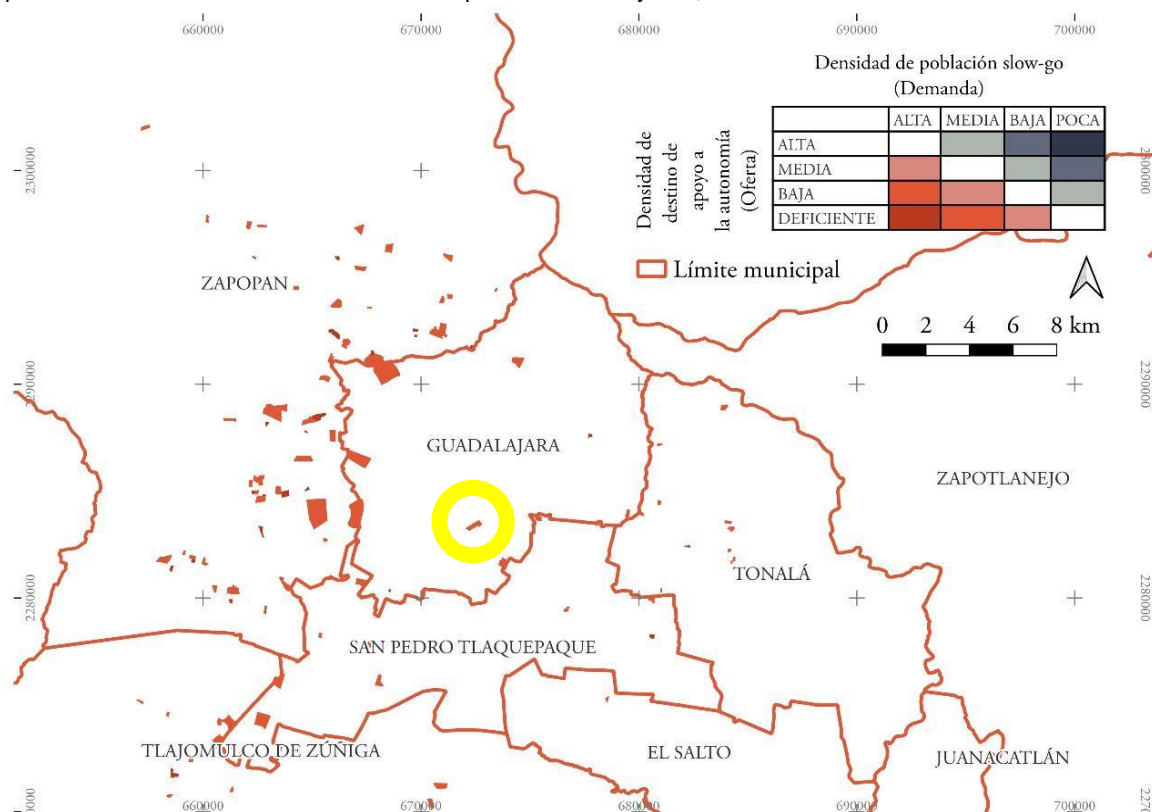 660000 670000 680000 690000 700000
Densidad de población slow-go
(Demanda)
ALTA MEDIA BAJA POCA
ALTA
MEDIA
BAJA
DEFICIENTE
Densidad de
destino de
apoyo a
la autonomía
(Oferta)
Límite municipal
0 2 4 6 8 km
2300000
2290000 2290000
2280000 2280000
ZAPOPAN
GUADALAJARA
ZAPOTLANEJO
TONALÁ
SAN PEDRO TLAQUEPAQUE
TLAJOMULCO DE ZÚÑIGA
EL SALTO
JUANACATLÁN
660000 670000 680000 690000 700000